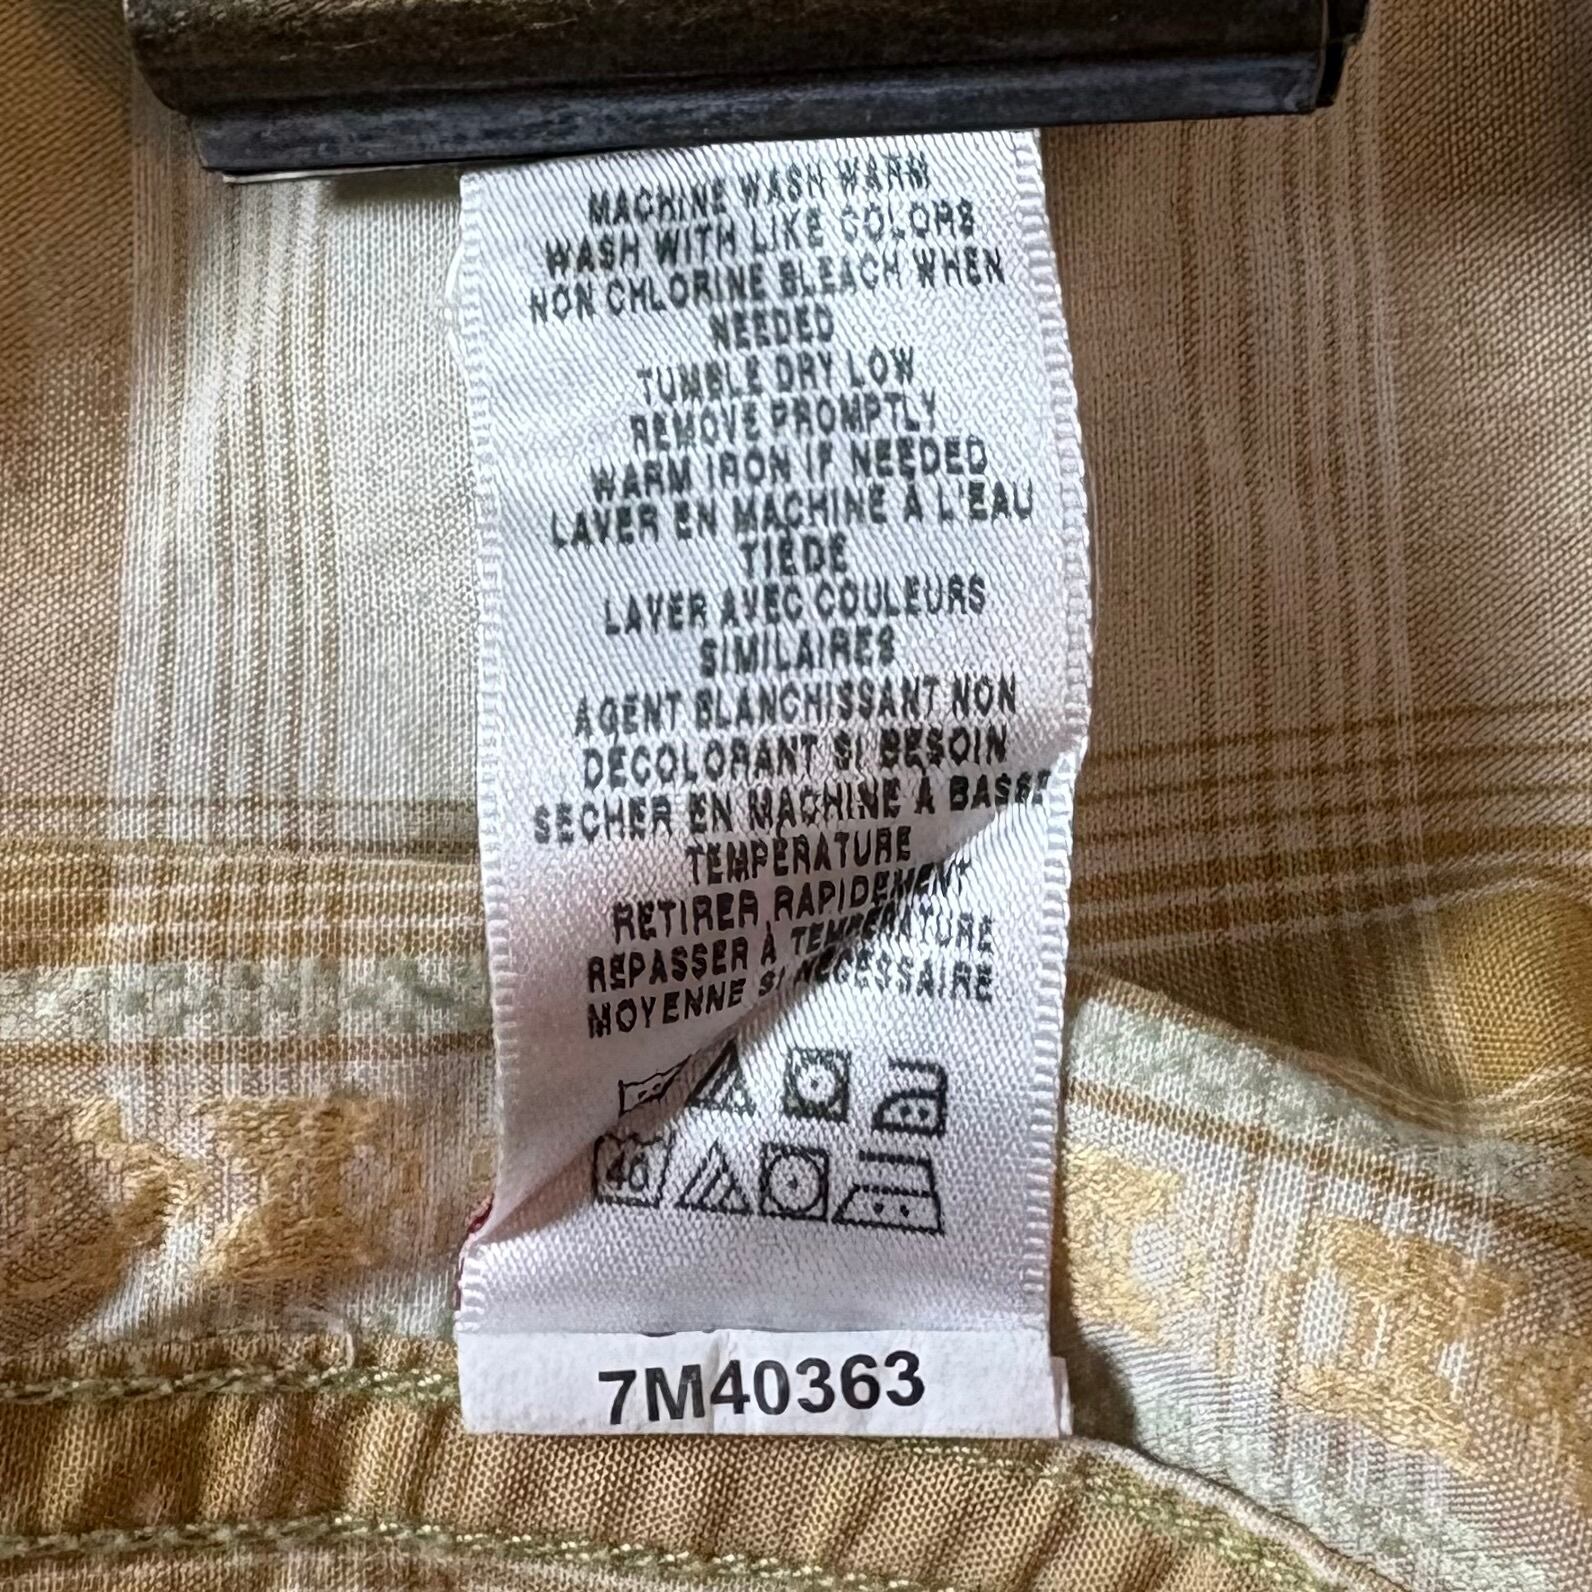 MACHINE WASH WARM
WASH WITH LIKE COLORS
NON CHLORINE BLEACH WHEN
NEEDED
TUMBLE DRY LOW
REMOVE PROMPTLY
WARM IRON IF NEEDED
LAVER EN MACHINE À L'EAU
TIEDE
LAVER AVEC COULEURS
SIMILAIRES
AGENT BLANCHISSANT NON
DECOLORANT SI BESOIN
SECHER EN MACHINE À BASSE
TEMPERATURE
RETIRER RAPIDEMENT
REPASSER À TEMPERATURE
MOYENNE SI NECESSAIRE
40
7M40363